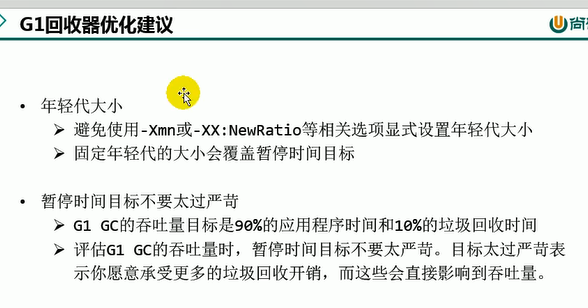 G1回收器优化建议
尚硅
• 年轻代大小
➢ 避免使用-Xmn或-XX:NewRatio等相关选项显式设置年轻代大小
➢ 固定年轻代的大小会覆盖暂停时间目标
• 暂停时间目标不要太过严苛
➢ G1 GC的吞吐量目标是90%的应用程序时间和10%的垃圾回收时间
➢ 评估G1 GC的吞吐量时，暂停时间目标不要太严苛。目标太过严苛表
示你愿意承受更多的垃圾回收开销，而这些会直接影响到吞吐量。